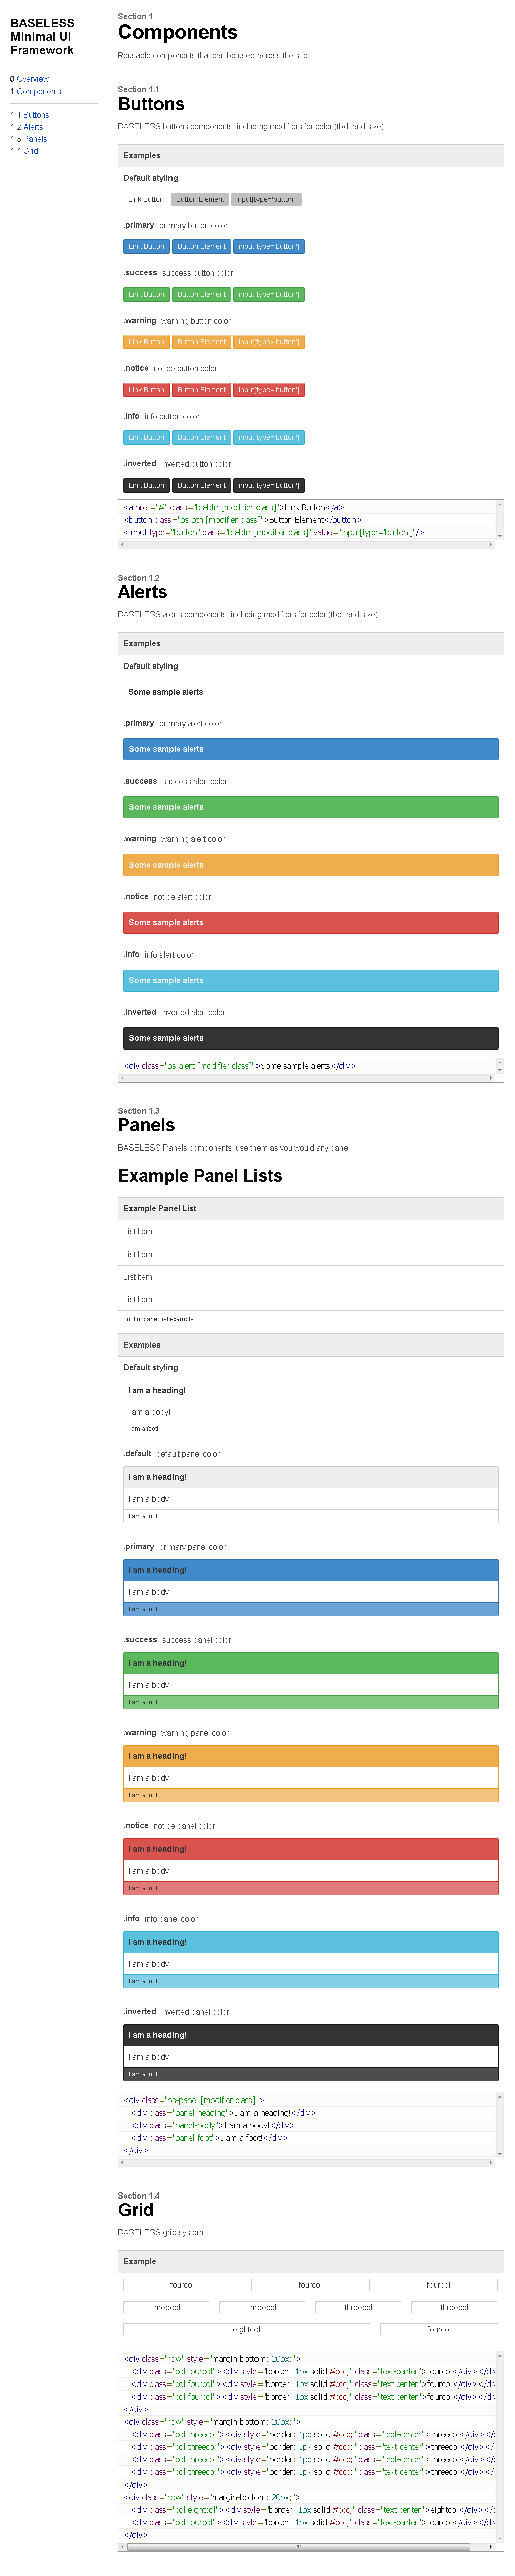 BASELESS
Minimal UI
Framework
0 Overview
1 Components
1.1 Buttons
1.2 Alerts
1.3 Panels
1.4 Grid
Section 1
Components
Reusable components that can be used across the site.
Section 1.1
Buttons
BASELESS buttons components, including modifiers for color (tbd: and size).
Examples
Default styling
Link Button Button Element input[type='button']
.primary primary button color
Link Button Button Element input[type='button']
.success success button color
Link Button Button Element input[type='button']
.warning warning button color
Link Button Button Element input[type='button']
.notice notice button color
Link Button Button Element input[type='button']
.info info button color
Link Button Button Element input[type='button']
.inverted inverted button color
Link Button Button Element input[type='button']
<a href="#" class="bs-btn [modifier class]">Link Button</a>
<button class="bs-btn [modifier class]">Button Element</button>
<input type="button" class="bs-btn [modifier class]" value="input[type='button']"/>
Section 1.2
Alerts
BASELESS alerts components, including modifiers for color (tbd: and size).
Examples
Default styling
Some sample alerts
.primary primary alert color
Some sample alerts
.success success alert color
Some sample alerts
.warning warning alert color
Some sample alerts
.notice notice alert color
Some sample alerts
.info info alert color
Some sample alerts
.inverted inverted alert color
Some sample alerts
<div class="bs-alert [modifier class]">Some sample alerts</div>
Section 1.3
Panels
BASELESS Panels components, use them as you would any panel.
Example Panel Lists
Example Panel List
List Item
List Item
List Item
List Item
Foot of panel list example
Examples
Default styling
I am a heading!
I am a body!
I am a foot!
.default default panel color
I am a heading!
I am a body!
I am a foot!
.primary primary panel color
I am a heading!
I am a body!
I am a foot!
.success success panel color
I am a heading!
I am a body!
I am a foot!
.warning warning panel color
I am a heading!
I am a body!
I am a foot!
.notice notice panel color
I am a heading!
I am a body!
I am a foot!
.info info panel color
I am a heading!
I am a body!
I am a foot!
.inverted inverted panel color
I am a heading!
I am a body!
I am a foot!
<div class="bs-panel [modifier class]">
<div class="panel-heading">I am a heading!</div>
<div class="panel-body">I am a body!</div>
<div class="panel-foot">I am a foot!</div>
</div>
Section 1.4
Grid
BASELESS grid system
Example
fourcol fourcol fourcol
threecol threecol threecol threecol
eightcol fourcol
<div class="row" style="margin-bottom: 20px;">
<div class="col fourcol"><div style="border: 1px solid #ccc;" class="text-center">fourcol</div></div
<div class="col fourcol"><div style="border: 1px solid #ccc;" class="text-center">fourcol</div></div
<div class="col fourcol"><div style="border: 1px solid #ccc;" class="text-center">fourcol</div></div
</div>
<div class="row" style="margin-bottom: 20px;">
<div class="col threecol"><div style="border: 1px solid #ccc;" class="text-center">threecol</div></d
<div class="col threecol"><div style="border: 1px solid #ccc;" class="text-center">threecol</div></d
<div class="col threecol"><div style="border: 1px solid #ccc;" class="text-center">threecol</div></d
<div class="col threecol"><div style="border: 1px solid #ccc;" class="text-center">threecol</div></d
</div>
<div class="row" style="margin-bottom: 20px;">
<div class="col eightcol"><div style="border: 1px solid #ccc;" class="text-center">eightcol</div></d
<div class="col fourcol"><div style="border: 1px solid #ccc;" class="text-center">fourcol</div></div
</div>